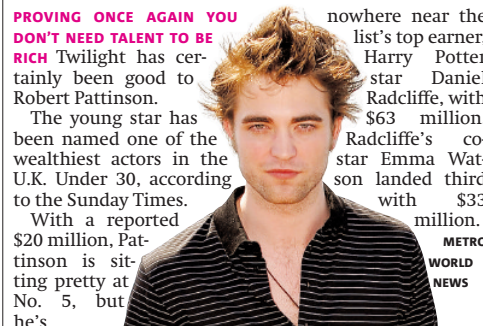 PROVING ONCE AGAIN YOU
DON'T NEED TALENT TO BE
RICH Twilight has cer-
tainly been good to
Robert Pattinson.
The young star has
been named one of the
wealthiest actors in the
U.K. Under 30, according
to the Sunday Times.
With a reported
$20 million, Pat-
tinson is sit-
ting pretty at
No. 5, but
he's
nowhere near the
list's top earner,
Harry Potter
star Daniel
Radcliffe, with
$63 million.
Radcliffe's co-
star Emma Wat-
son landed third
with $33
million.
METRO
WORLD
NEWS